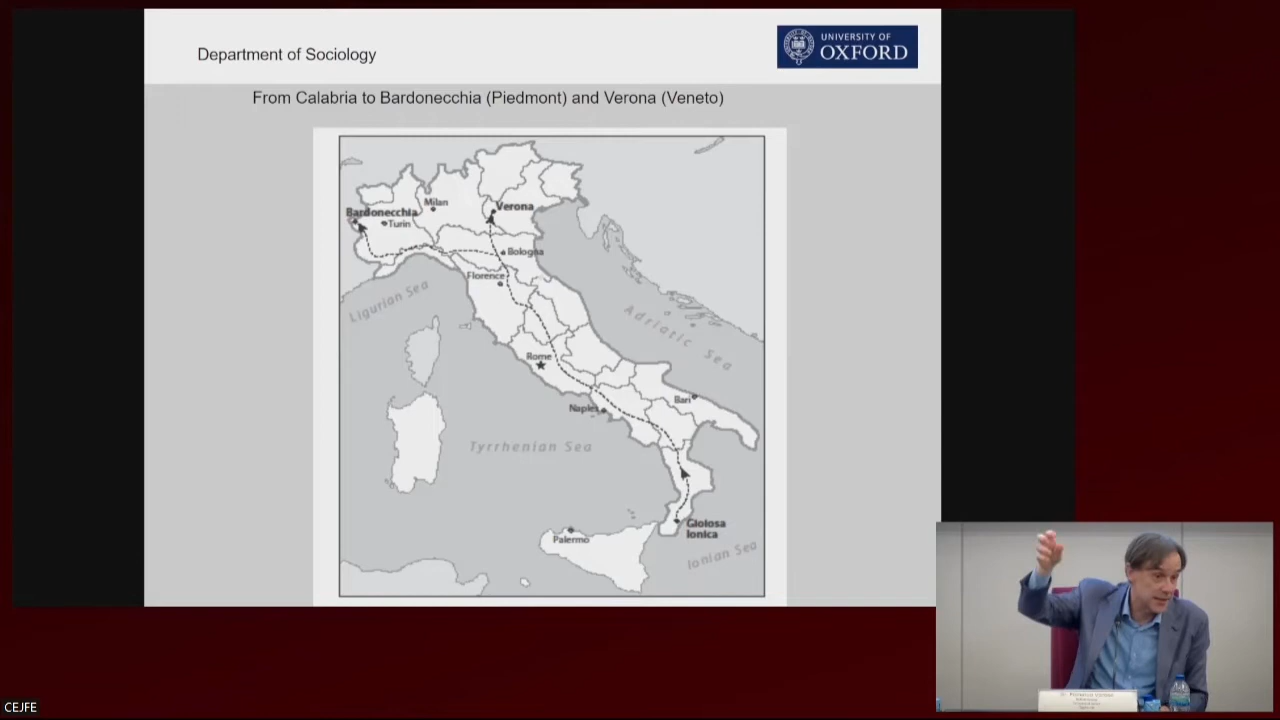 Department of Sociology
UNIVERSITY OF
OXFORD
From Calabria to Bardonecchia (Piedmont) and Verona (Veneto)
Milan
Verona
Bardonecchia
Turin
Bologna
Florence
Ligurian Sea
Adriatic Sea
Rome
Bari
Naples
Tyrrhenian Sea
Gioiosa
Ionica
Palermo
Ionian Sea
CEJFE